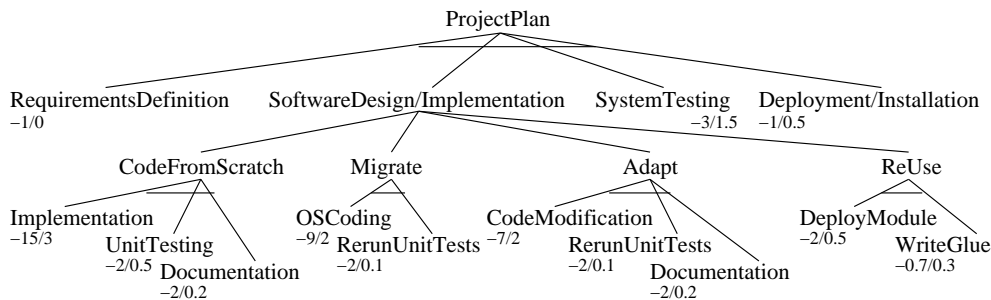 ProjectPlan
RequirementsDefinition SoftwareDesign/Implementation SystemTesting Deployment/Installation
−1/0 −3/1.5 −1/0.5
CodeFromScratch Migrate Adapt ReUse
Implementation OSCoding CodeModification DeployModule
−15/3 −9/2 −7/2 −2/0.5
UnitTesting RerunUnitTests RerunUnitTests WriteGlue
−2/0.5 −2/0.1 −2/0.1 −0.7/0.3
Documentation Documentation
−2/0.2 −2/0.2